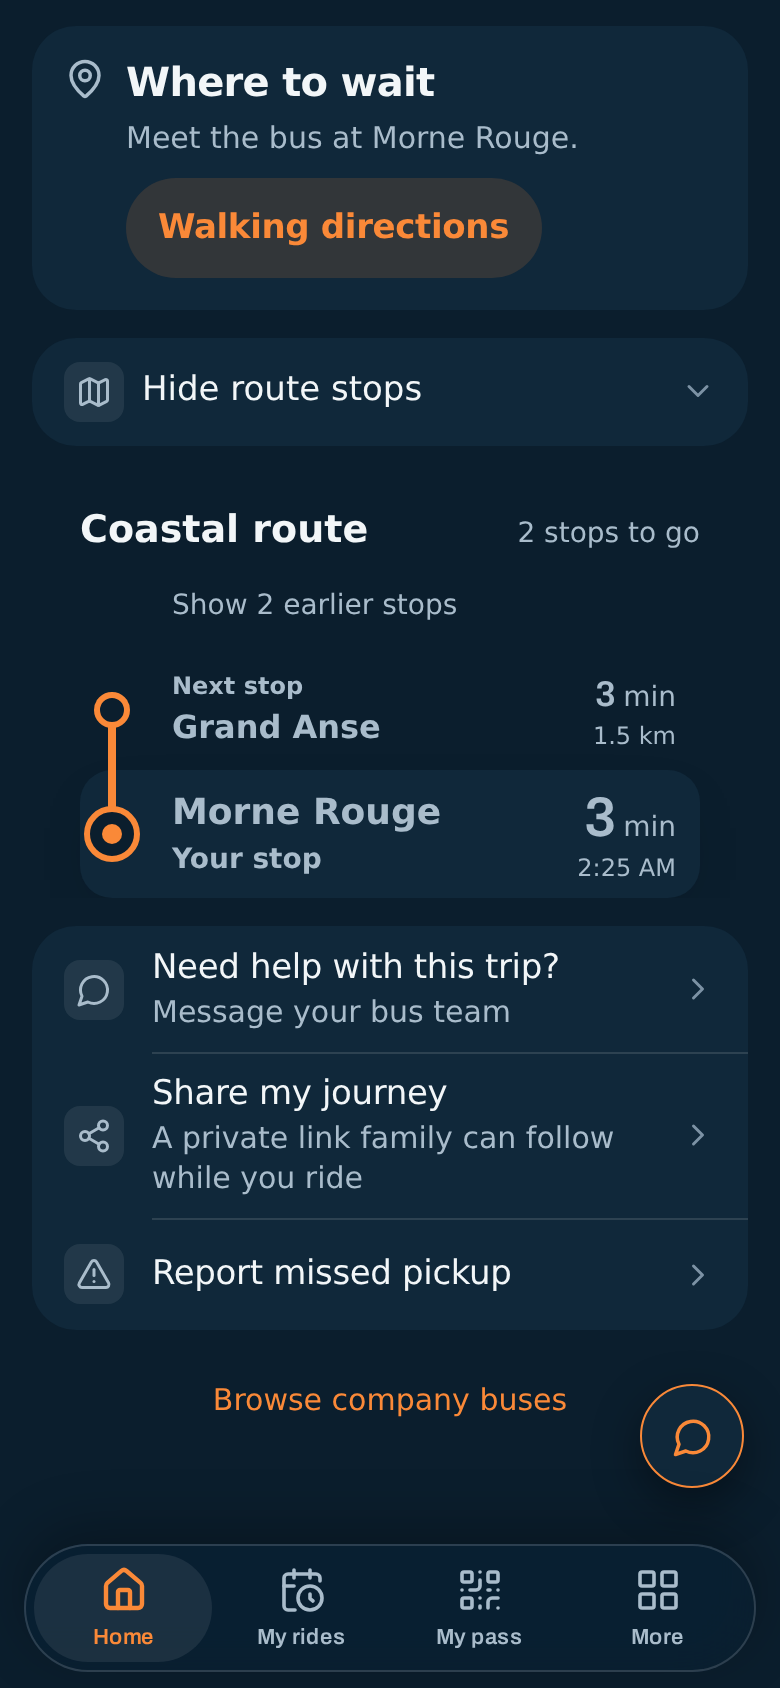 Where to wait
Meet the bus at Morne Rouge.
Walking directions
Hide route stops
Coastal route
2 stops to go
Show 2 earlier stops
Next stop
Grand Anse
3 min
1.5 km
Morne Rouge
Your stop
3 min
2:25 AM
Need help with this trip?
Message your bus team
Share my journey
A private link family can follow
while you ride
Report missed pickup
Browse company buses
Home
My rides
My pass
More